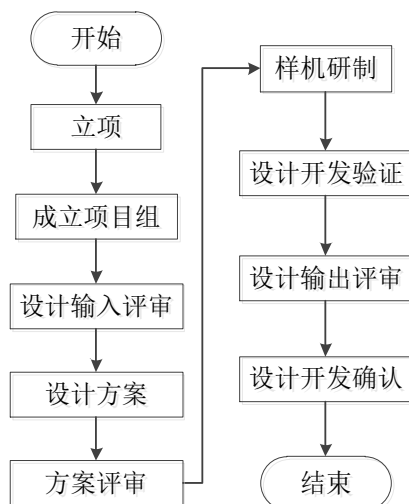 开始
立项
成立项目组
设计输入评审
设计方案
方案评审
样机研制
设计开发验证
设计输出评审
设计开发确认
结束